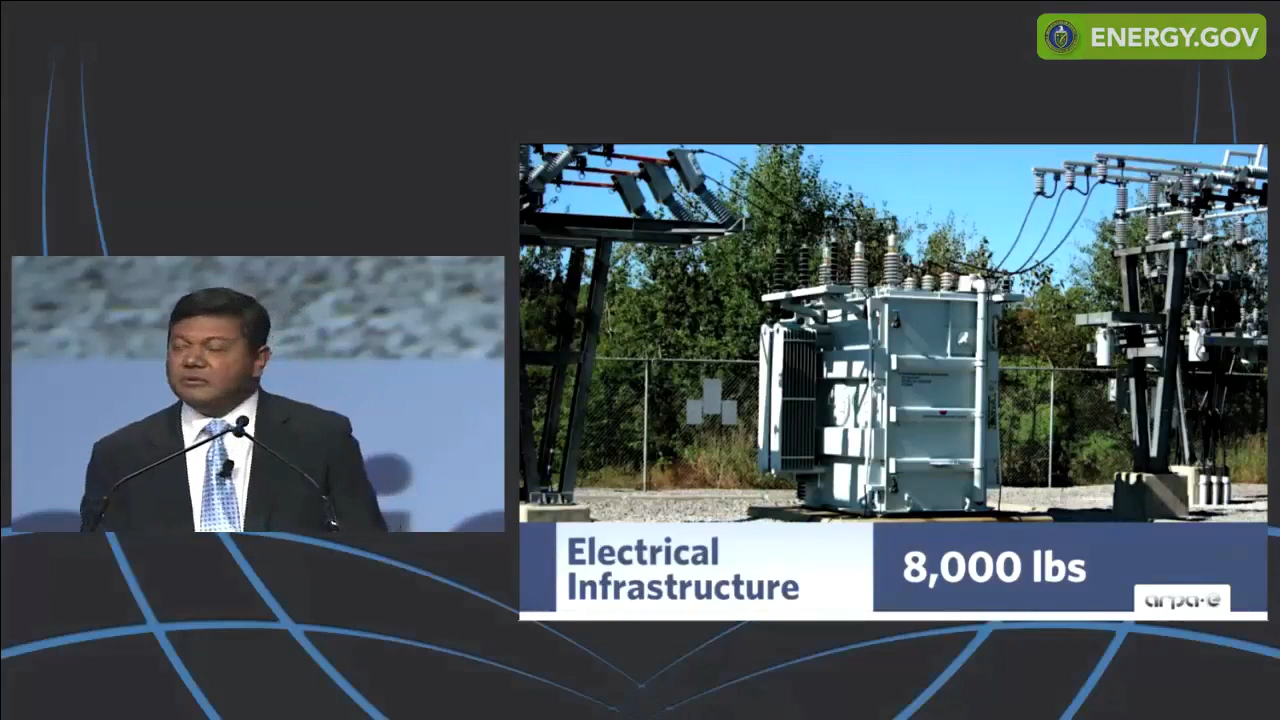 ENERGY.GOV
Electrical
Infrastructure
8,000 lbs
arpa·e